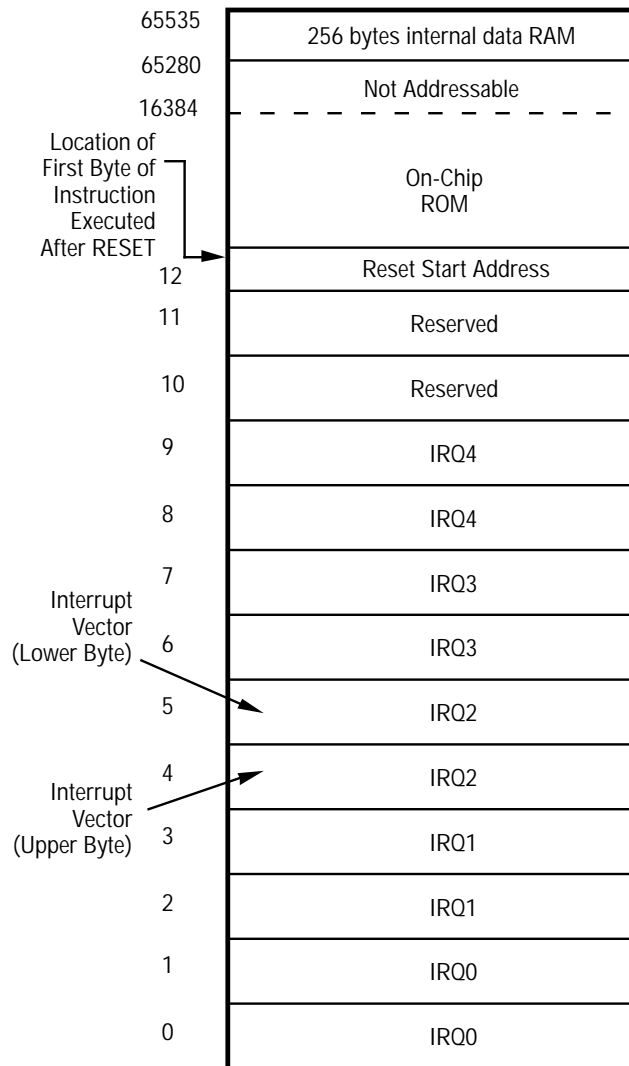 65535
256 bytes internal data RAM
65280
Not Addressable
16384
Location of
First Byte of
Instruction
Executed
After RESET
On-Chip
ROM
12
Reset Start Address
11
Reserved
10
Reserved
9
IRQ4
8
IRQ4
7
IRQ3
Interrupt
Vector
(Lower Byte)
6
IRQ3
5
IRQ2
4
IRQ2
Interrupt
Vector
(Upper Byte)
3
IRQ1
2
IRQ1
1
IRQ0
0
IRQ0